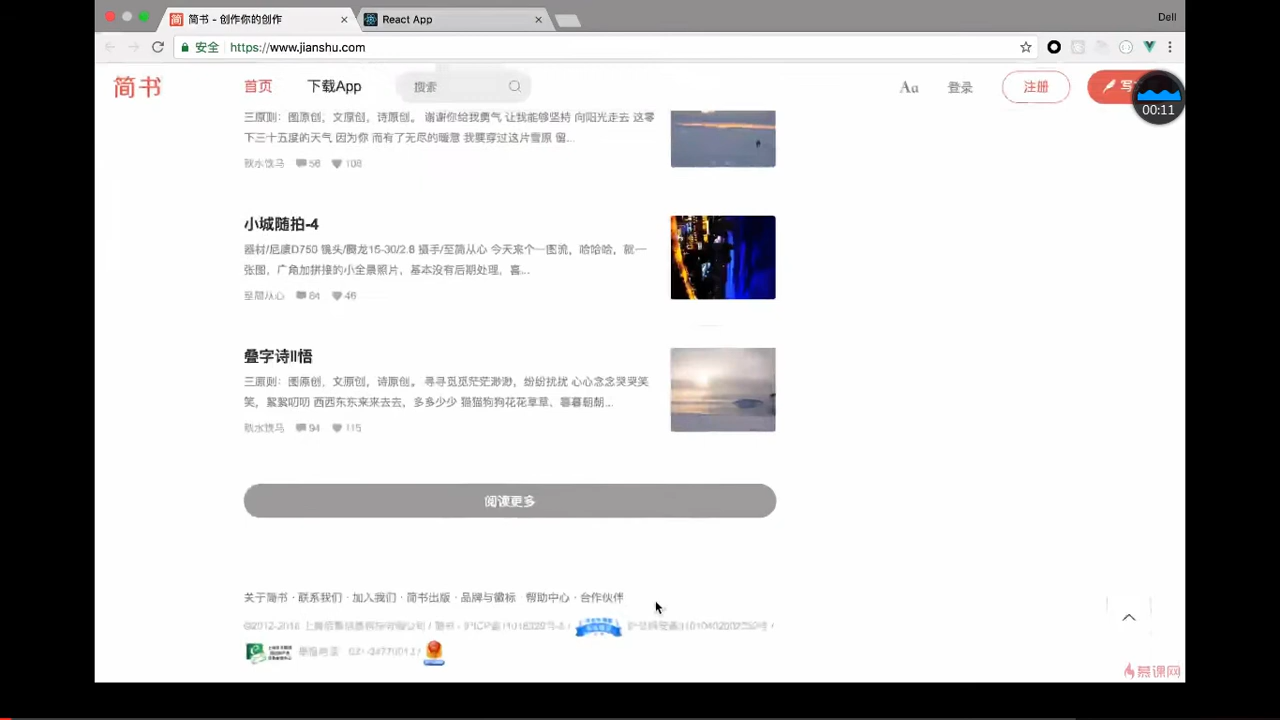 简书 - 创作你的创作
React App
Dell
安全 https://www.jianshu.com
简书 首页 下载App 搜索 Aa 登录 注册
00:11
三原则：图原创，文原创，诗原创。 谢谢你给我勇气 让我能够坚持 向阳光走去 这零
下三十五度的天气 因为你 而有了无尽的暖意 我要穿过这片雪原 留...
秋水饮马 58 108
小城随拍-4
器材/尼康D750 镜头/腾龙15-30/2.8 摄手/至简从心 今天来个一图流，哈哈哈，就一
张图，广角加拼接的小全景照片，基本没有后期处理，喜...
至简从心 84 46
叠字诗II悟
三原则：图原创，文原创，诗原创。 寻寻觅觅茫茫渺渺，纷纷扰扰 心心念念哭哭笑
笑，絮絮叨叨 西西东东来来去去，多多少少 猫猫狗狗花花草草，暮暮朝朝...
秋水饮马 94 115
阅读更多
关于简书 · 联系我们 · 加入我们 · 简书出版 · 品牌与徽标 · 帮助中心 · 合作伙伴
©2012-2018
慕课网